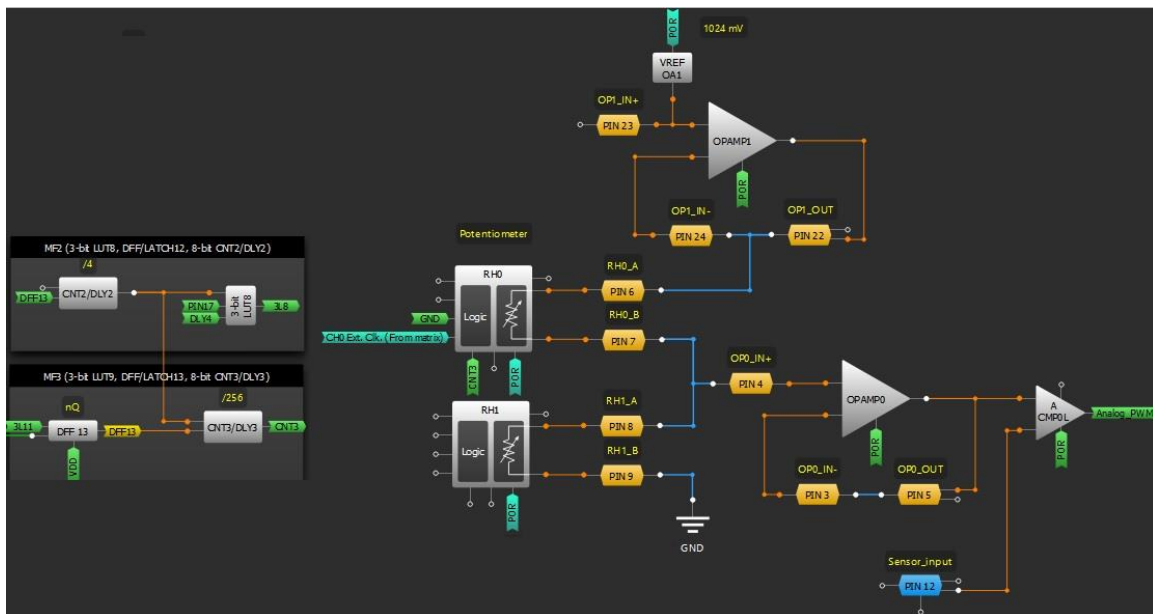 POR
1024 mV
VREF
OA1
OP1_IN+
PIN 23
OPAMP1
POR
OP1_IN-
OP1_OUT
PIN 24
PIN 22
MF2 (3-bit LUT8, DFF/LATCH12, 8-bit CNT2/DLY2)
/4
CNT2/DLY2
DFF13
PIN17
DLY4
3-bit
LUT8
3L8
MF3 (3-bit LUT9, DFF/LATCH13, 8-bit CNT3/DLY3)
nQ
/256
3L11
DFF 13
DFF13
CNT3/DLY3
CNT3
VDD
Potentiometer
RH0
Logic
GND
CH0 Ext. Clk. (From matrix)
CNT3
POR
RH0_A
PIN 6
RH0_B
PIN 7
RH1
Logic
POR
RH1_A
PIN 8
RH1_B
PIN 9
GND
OP0_IN+
PIN 4
OPAMP0
POR
OP0_IN-
OP0_OUT
PIN 3
PIN 5
A
CMP0L
POR
Analog_PWM
Sensor_input
PIN 12